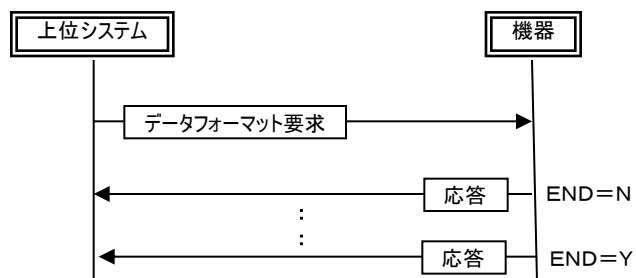 上位システム
機器
データフォーマット要求
応答
END=N
:
:
応答
END=Y